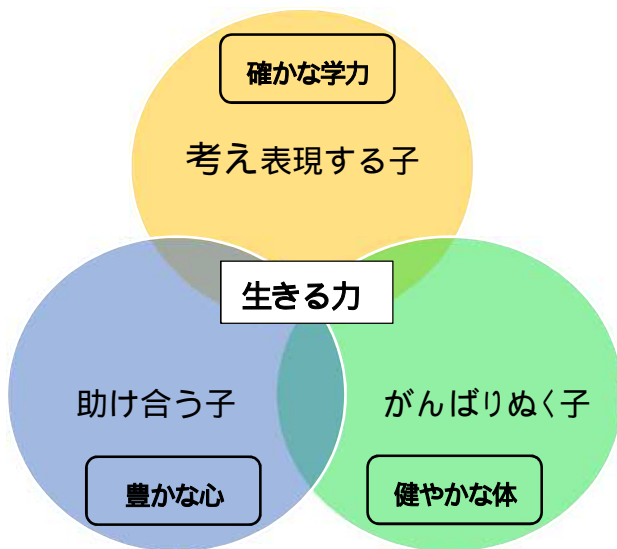 確かな学力
考え表現する子
生きる力
助け合う子
がんばりぬく子
豊かな心
健やかな体